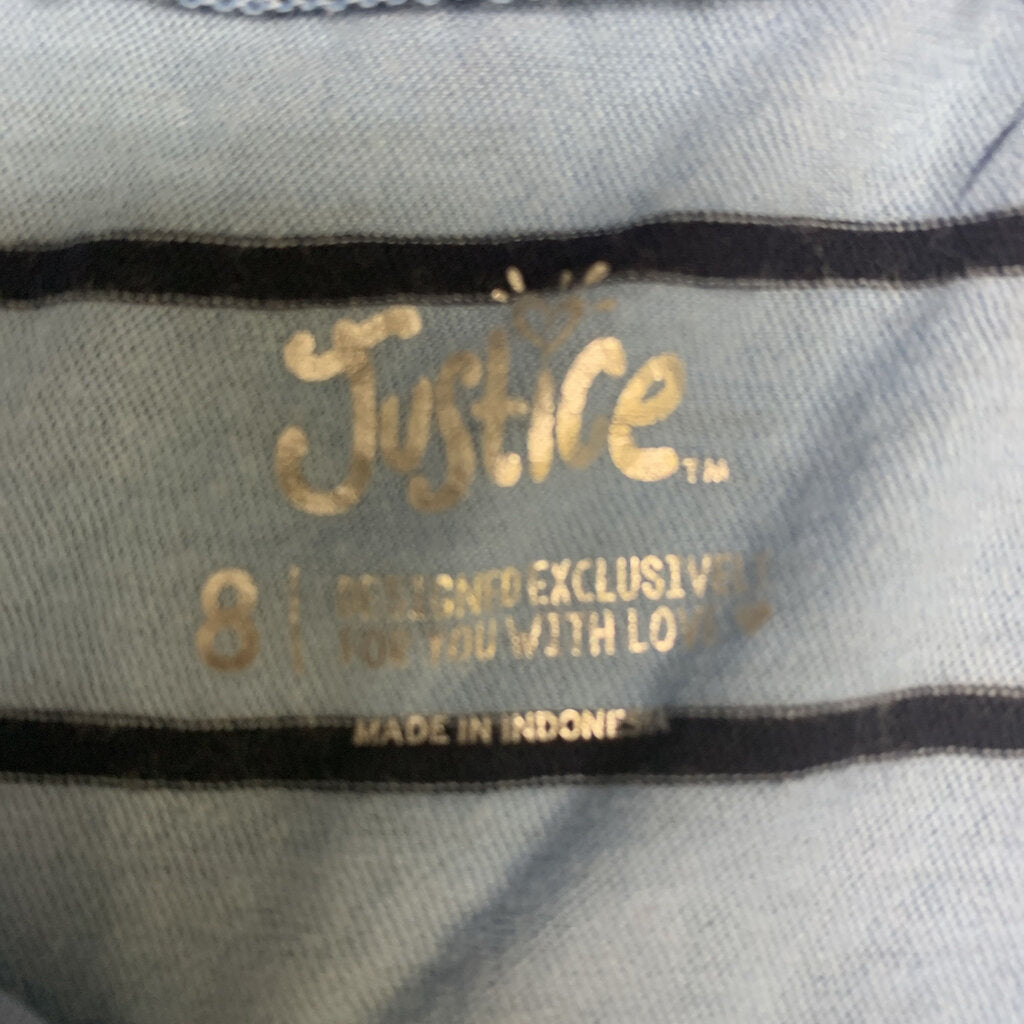 Justice™
8 | DESIGNED EXCLUSIVELY
FOR YOU WITH LOVE ♥
MADE IN INDONESIA